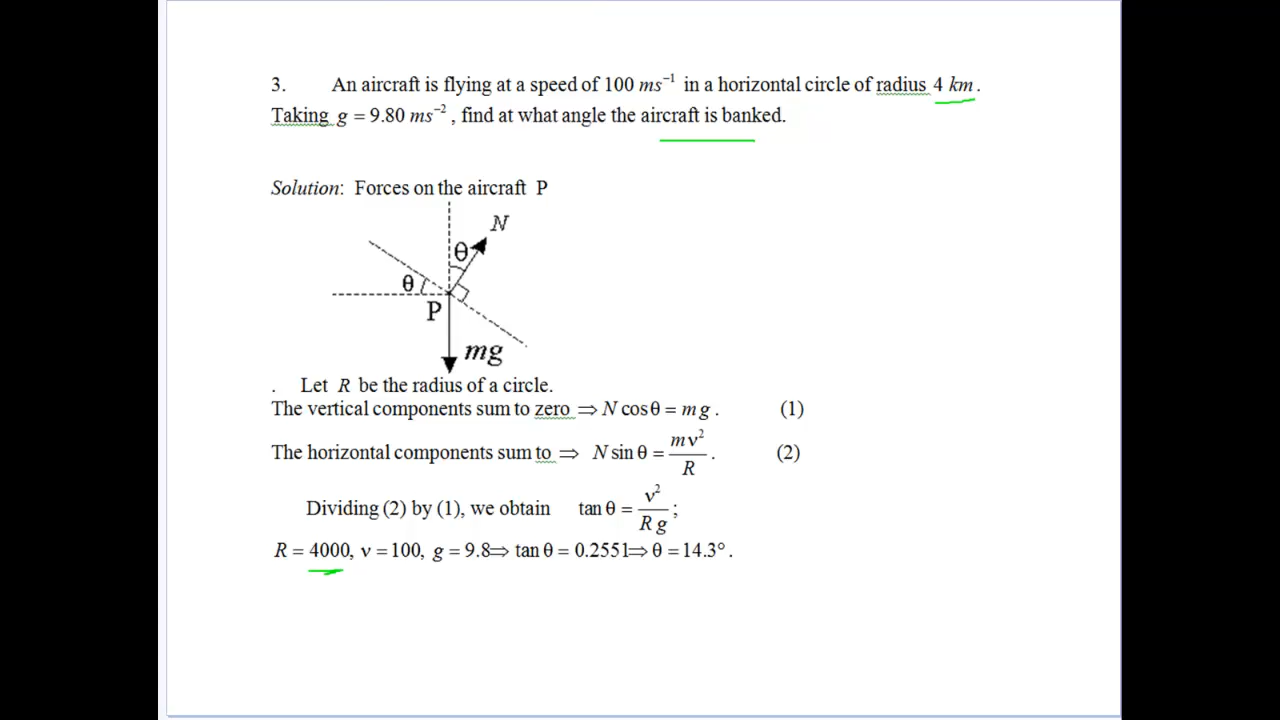 3. An aircraft is flying at a speed of 100 ms⁻¹ in a horizontal circle of radius 4 km.
Taking g = 9.80 ms⁻², find at what angle the aircraft is banked.
Solution: Forces on the aircraft P
N
θ
θ
P
mg
. Let R be the radius of a circle.
The vertical components sum to zero ⇒ N cos θ = mg. (1)
The horizontal components sum to ⇒ N sin θ = mv²/R. (2)
Dividing (2) by (1), we obtain tan θ = v²/Rg;
R = 4000, v = 100, g = 9.8⇒ tan θ = 0.2551⇒ θ = 14.3°.